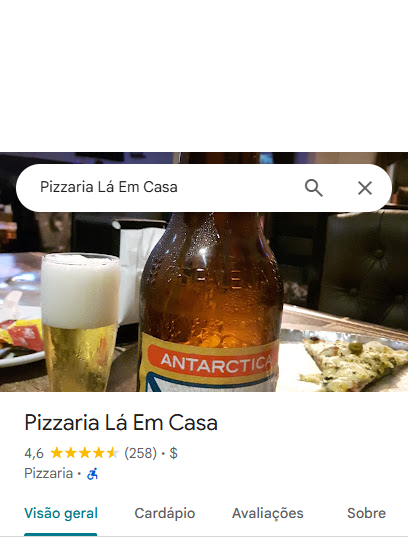 Pizzaria Lá Em Casa
ANTARCTICA
Pizzaria Lá Em Casa
4,6 (258) · $
Pizzaria ·
Visão geral Cardápio Avaliações Sobre